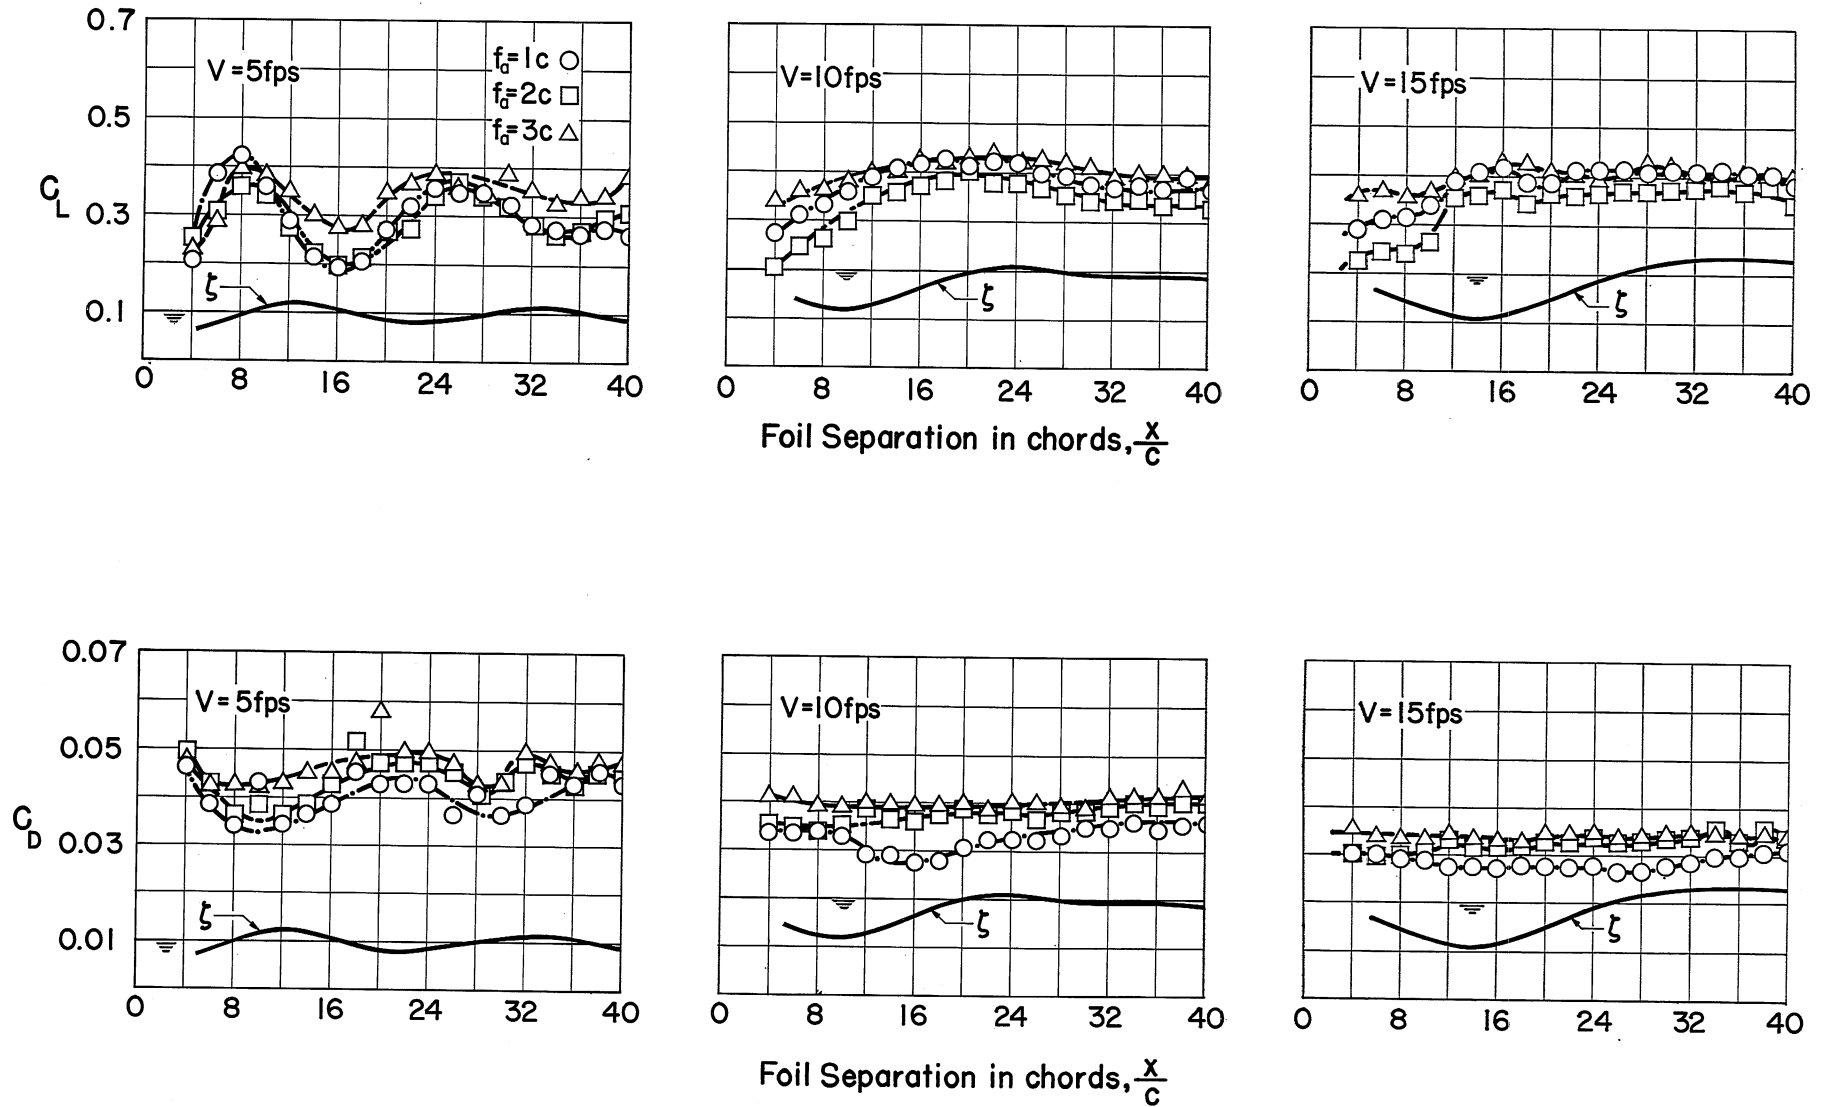 0.7
0.5
C_L
0.3
0.1
V=5fps
fₐ=1c
fₐ=2c
fₐ=3c
ζ
0 8 16 24 32 40
V=10fps
ζ
0 8 16 24 32 40
V=15fps
ζ
0 8 16 24 32 40
Foil Separation in chords, x/c
0.07
0.05
C_D
0.03
0.01
V=5fps
ζ
0 8 16 24 32 40
V=10fps
ζ
0 8 16 24 32 40
V=15fps
ζ
0 8 16 24 32 40
Foil Separation in chords, x/c